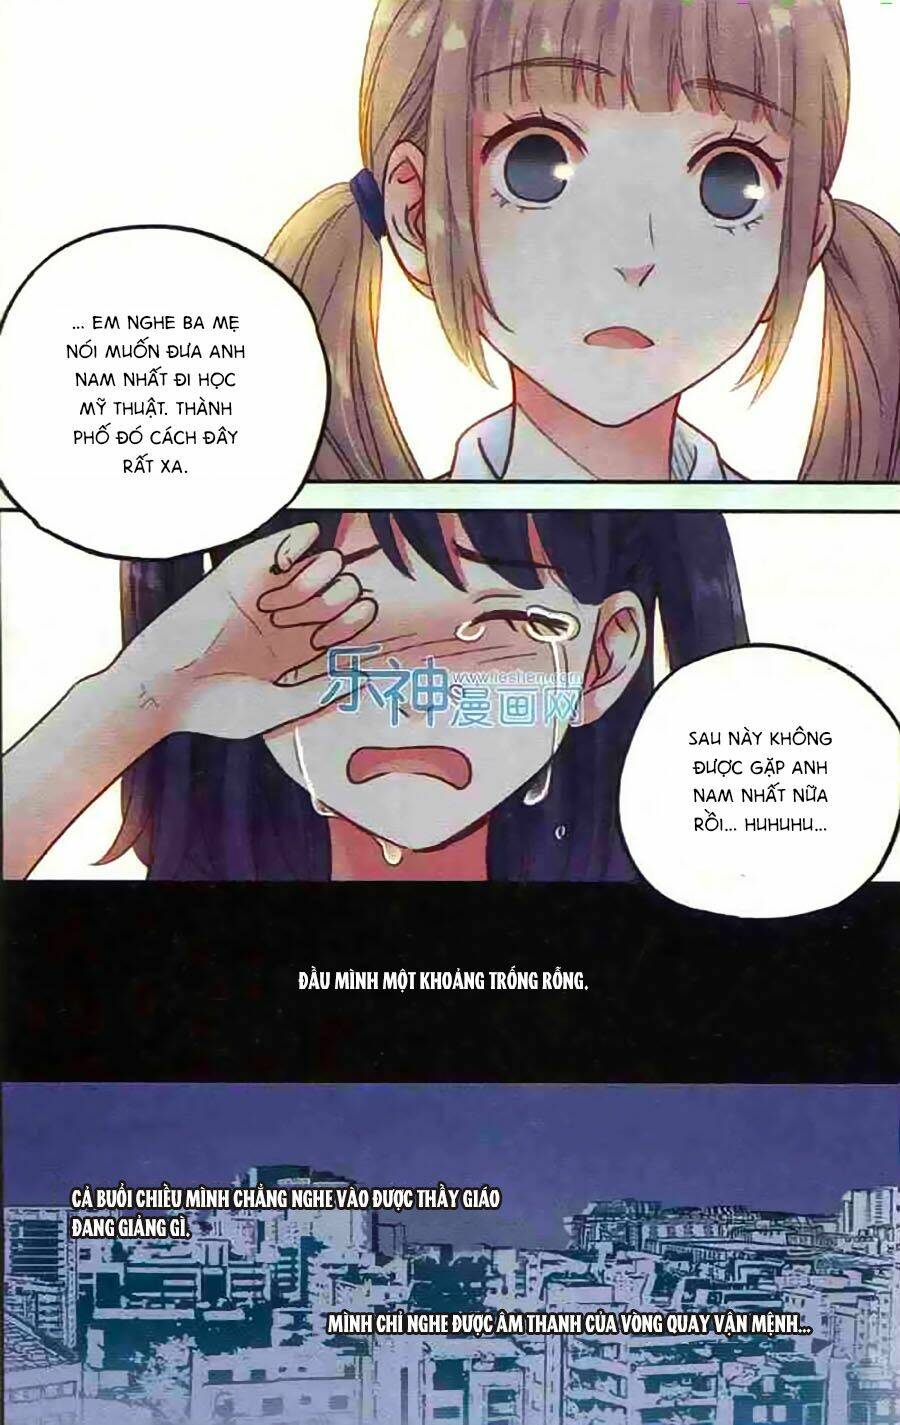 ... EM NGHE BA MẸ
NÓI MUỐN ĐƯA ANH
NAM NHẤT ĐI HỌC
MỸ THUẬT. THÀNH
PHỐ ĐÓ CÁCH ĐÂY
RẤT XA.
乐神 www.leshen.com
漫画网
SAU NÀY KHÔNG
ĐƯỢC GẶP ANH
NAM NHẤT NỮA
RỒI... HUHUHU...
ĐẦU MÌNH MỘT KHOẢNG TRỐNG RỖNG.
CẢ BUỔI CHIỀU MÌNH CHẲNG NGHE VÀO ĐƯỢC THẦY GIÁO
ĐANG GIẢNG GÌ.
MÌNH CHỈ NGHE ĐƯỢC ÂM THANH CỦA VÒNG QUAY VẬN MỆNH...